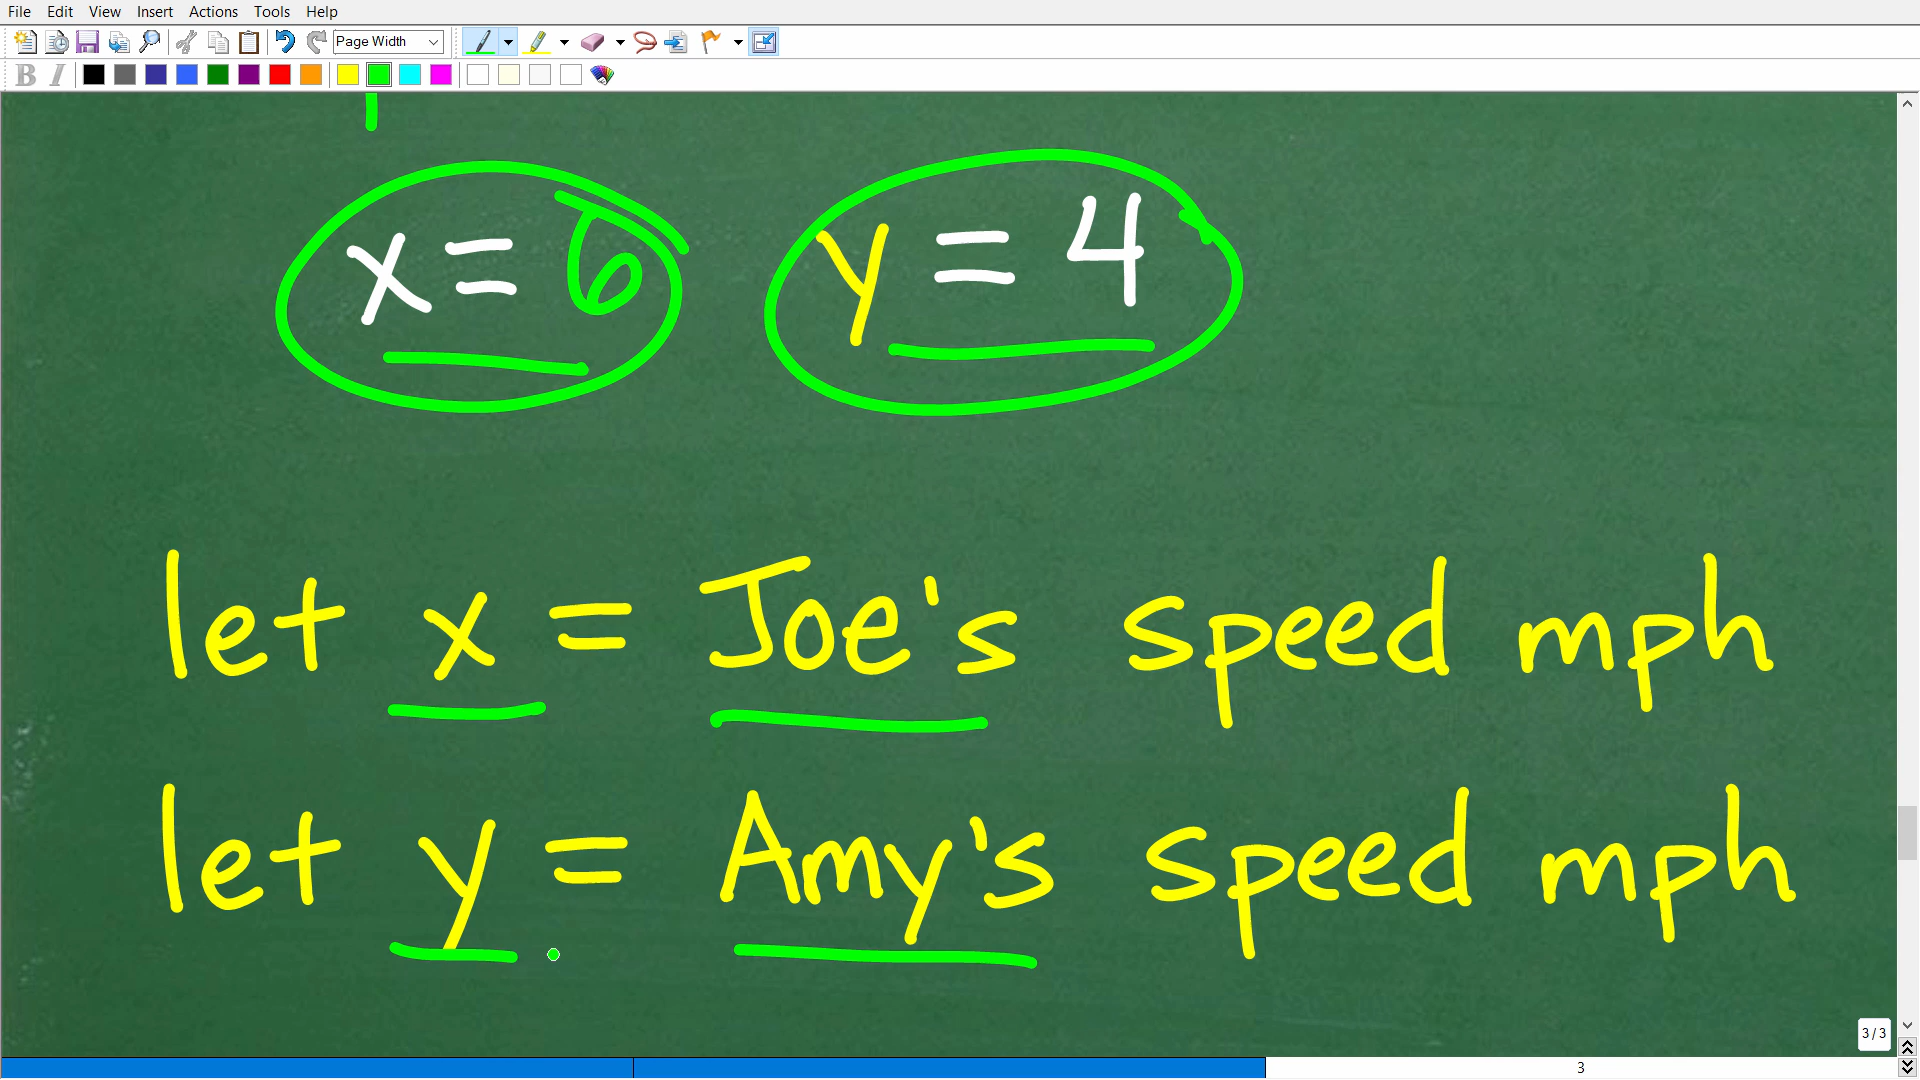 File Edit View Insert Actions Tools Help
Page Width
B I
x = 6 y = 4
let x = Joe's speed mph
let y = Amy's speed mph
3 / 3
3